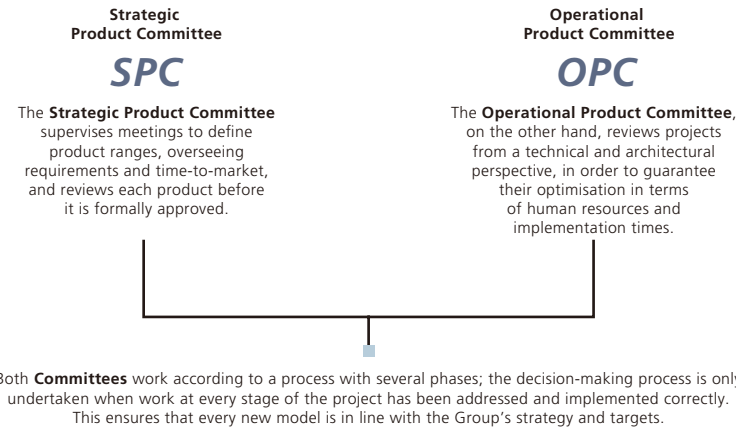 Strategic
Product Committee
SPC
The Strategic Product Committee
supervises meetings to define
product ranges, overseeing
requirements and time-to-market,
and reviews each product before
it is formally approved.
Operational
Product Committee
OPC
The Operational Product Committee,
on the other hand, reviews projects
from a technical and architectural
perspective, in order to guarantee
their optimisation in terms
of human resources and
implementation times.
Both Committees work according to a process with several phases; the decision-making process is only
undertaken when work at every stage of the project has been addressed and implemented correctly.
This ensures that every new model is in line with the Group's strategy and targets.